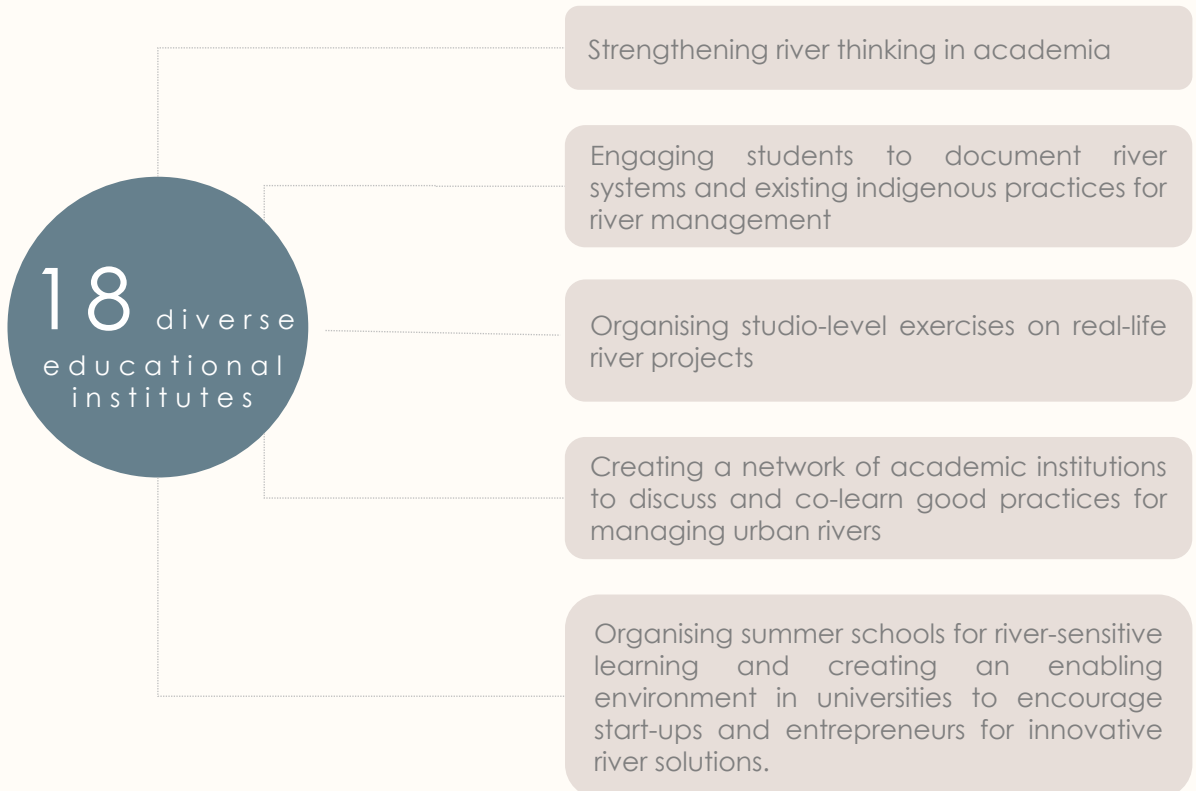 18 diverse
educational
institutes
Strengthening river thinking in academia
Engaging students to document river
systems and existing indigenous practices for
river management
Organising studio-level exercises on real-life
river projects
Creating a network of academic institutions
to discuss and co-learn good practices for
managing urban rivers
Organising summer schools for river-sensitive
learning and creating an enabling
environment in universities to encourage
start-ups and entrepreneurs for innovative
river solutions.